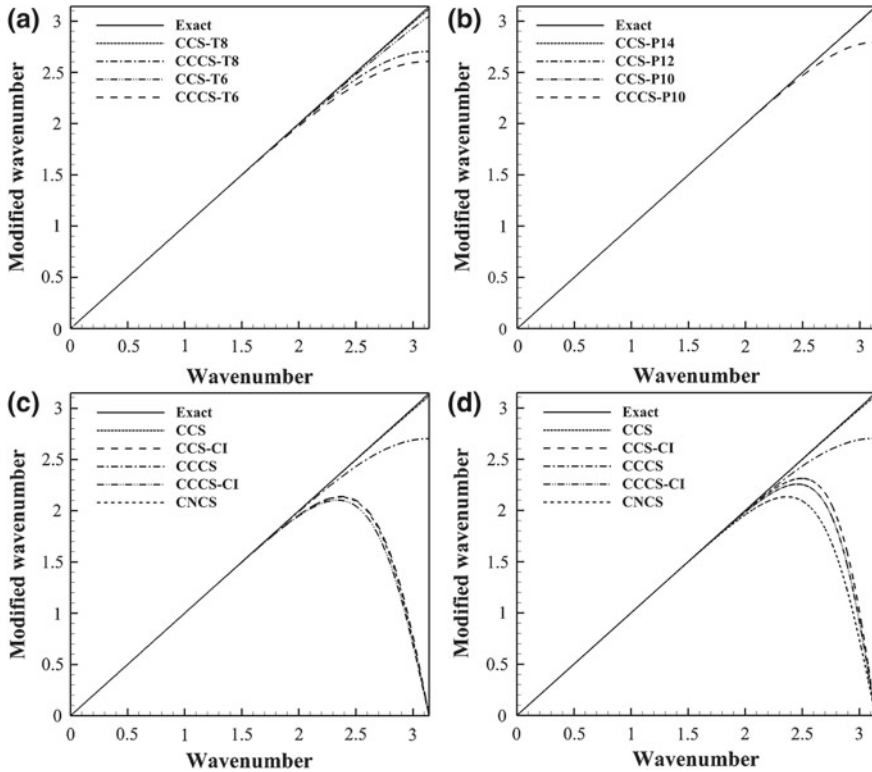 (a)
Modified wavenumber
3
2.5
2
1.5
1
0.5
0
Exact
CCS-T8
CCCS-T8
CCS-T6
CCCS-T6
0 0.5 1 1.5 2 2.5 3
Wavenumber
(b)
Modified wavenumber
3
2.5
2
1.5
1
0.5
0
Exact
CCS-P14
CCS-P12
CCS-P10
CCCS-P10
0 0.5 1 1.5 2 2.5 3
Wavenumber
(c)
Modified wavenumber
3
2.5
2
1.5
1
0.5
0
Exact
CCS
CCS-CI
CCCS
CCCS-CI
CNCS
0 0.5 1 1.5 2 2.5 3
Wavenumber
(d)
Modified wavenumber
3
2.5
2
1.5
1
0.5
0
Exact
CCS
CCS-CI
CCCS
CCCS-CI
CNCS
0 0.5 1 1.5 2 2.5 3
Wavenumber